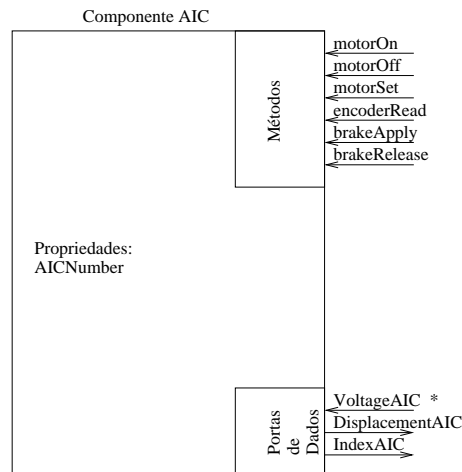 Componente AIC
motorOn
motorOff
motorSet
encoderRead
brakeApply
brakeRelease
Métodos
Propriedades:
AICNumber
VoltageAIC *
DisplacementAIC
IndexAIC
Portas
de
Dados